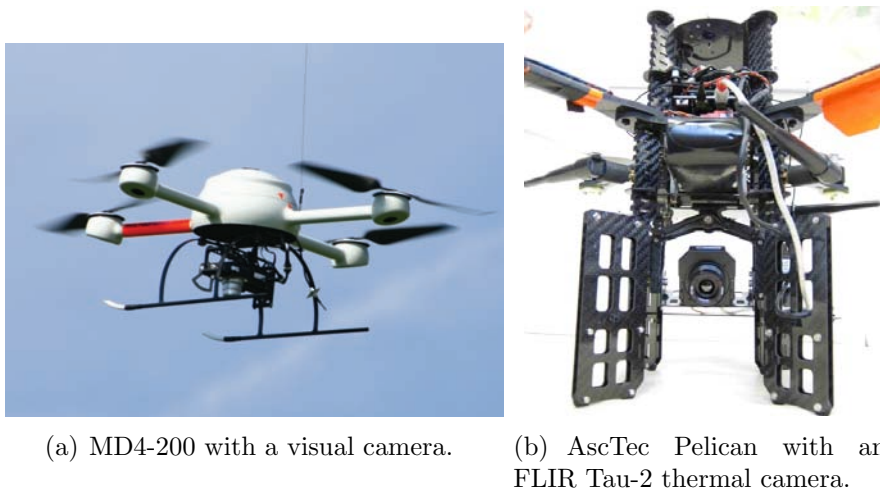 (a) MD4-200 with a visual camera.
(b) AscTec Pelican with an
FLIR Tau-2 thermal camera.